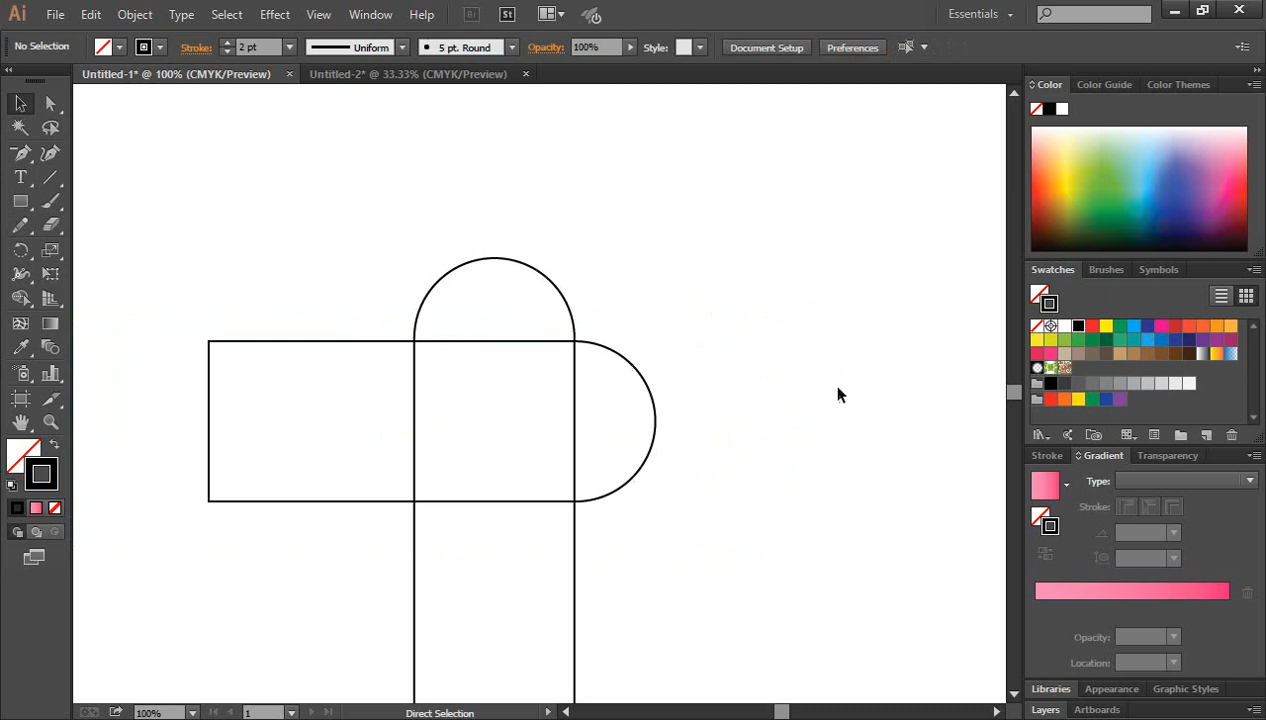 Ai File Edit Object Type Select Effect View Window Help Br St Essentials
No Selection Stroke: 2 pt Uniform 5 pt. Round Opacity: 100% Style: Document Setup Preferences
Untitled-1* @ 100% (CMYK/Preview) Untitled-2* @ 33.33% (CMYK/Preview)
Color Color Guide Color Themes
Swatches Brushes Symbols
Stroke Gradient Transparency
Type:
Stroke:
Opacity:
Location:
Libraries Appearance Graphic Styles
Layers Artboards
100% 1 Direct Selection